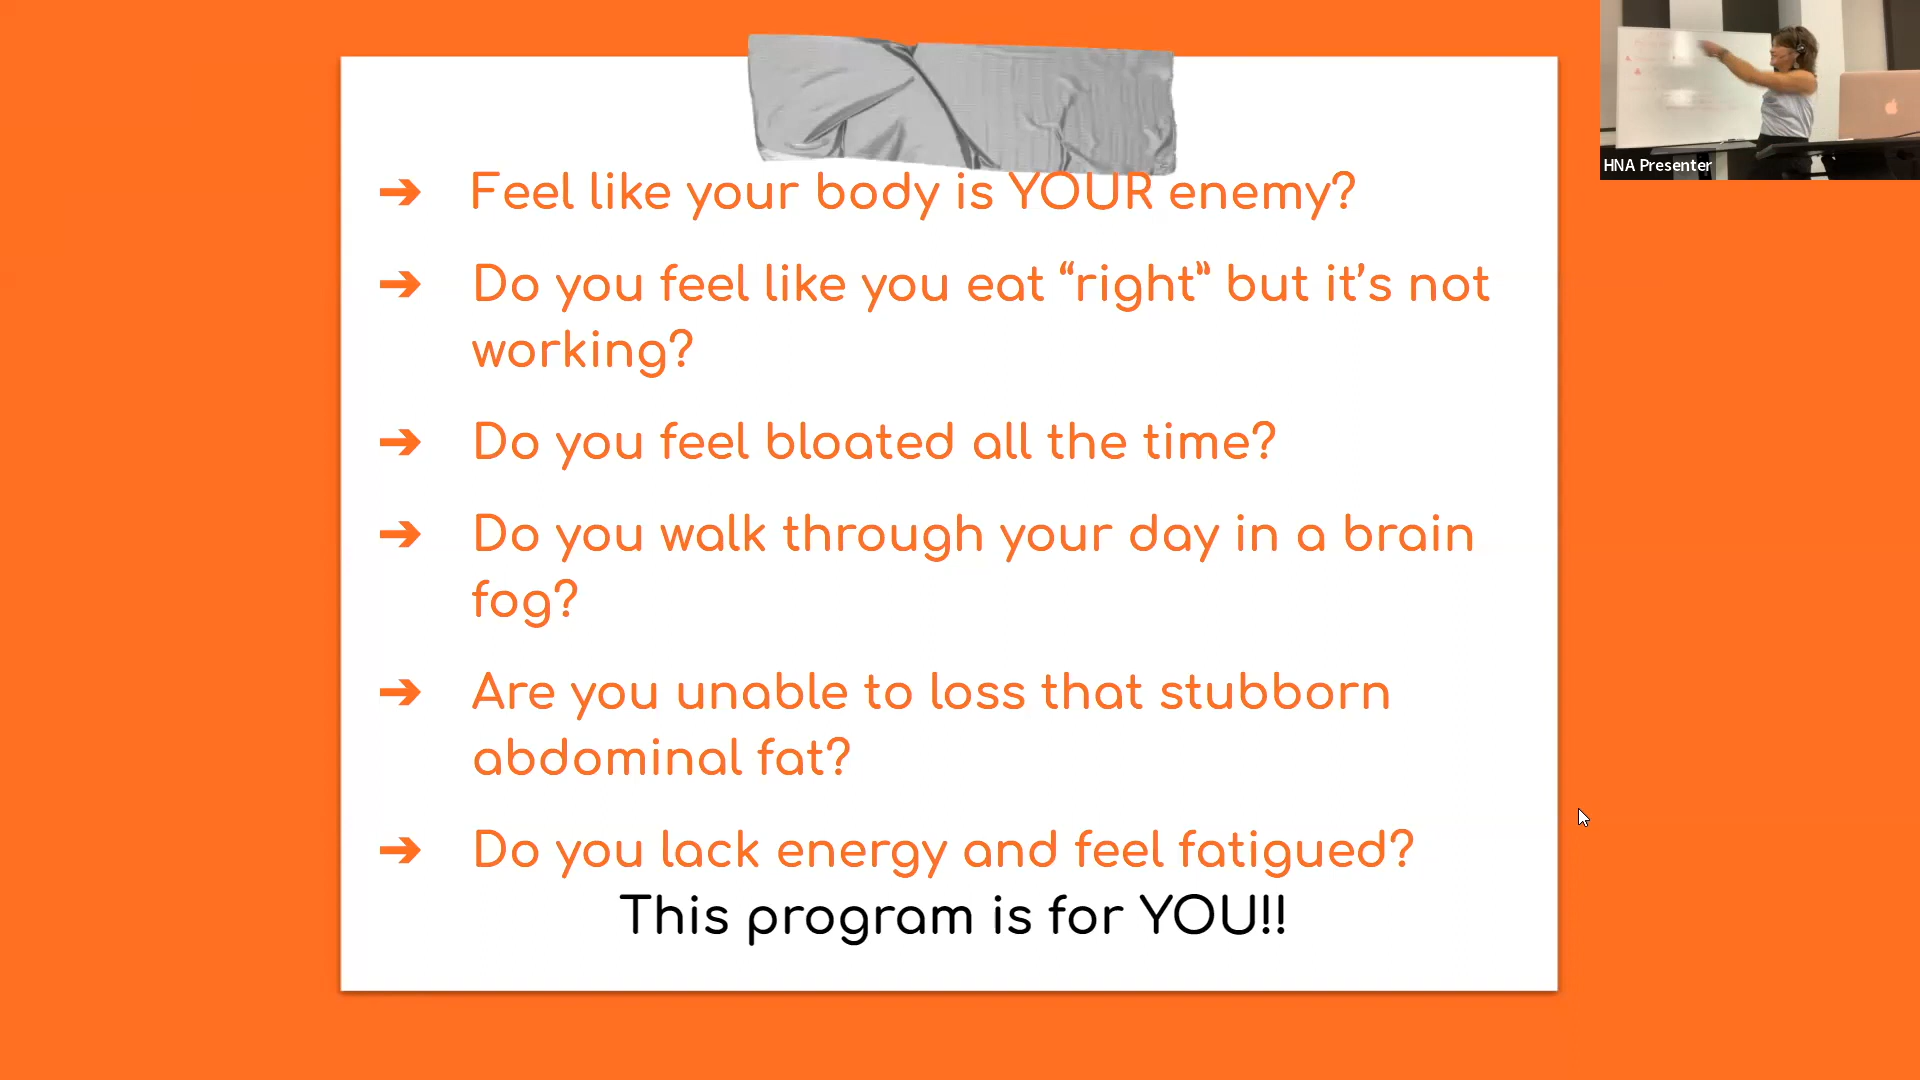 ➔ Feel like your body is YOUR enemy?
➔ Do you feel like you eat “right” but it’s not
working?
➔ Do you feel bloated all the time?
➔ Do you walk through your day in a brain
fog?
➔ Are you unable to loss that stubborn
abdominal fat?
➔ Do you lack energy and feel fatigued?
This program is for YOU!!
HNA Presenter